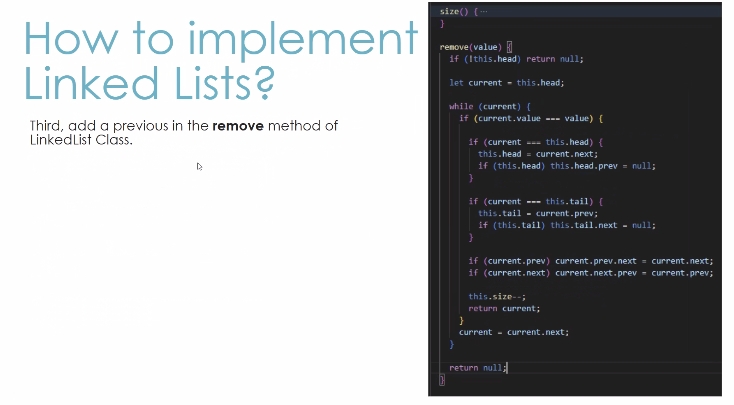 How to implement
Linked Lists?
Third, add a previous in the remove method of
LinkedList Class.
size() {⋯
}
remove(value) {
if (!this.head) return null;
let current = this.head;
while (current) {
if (current.value === value) {
if (current === this.head) {
this.head = current.next;
if (this.head) this.head.prev = null;
}
if (current === this.tail) {
this.tail = current.prev;
if (this.tail) this.tail.next = null;
}
if (current.prev) current.prev.next = current.next;
if (current.next) current.next.prev = current.prev;
this.size--;
return current;
}
current = current.next;
}
return null;
}